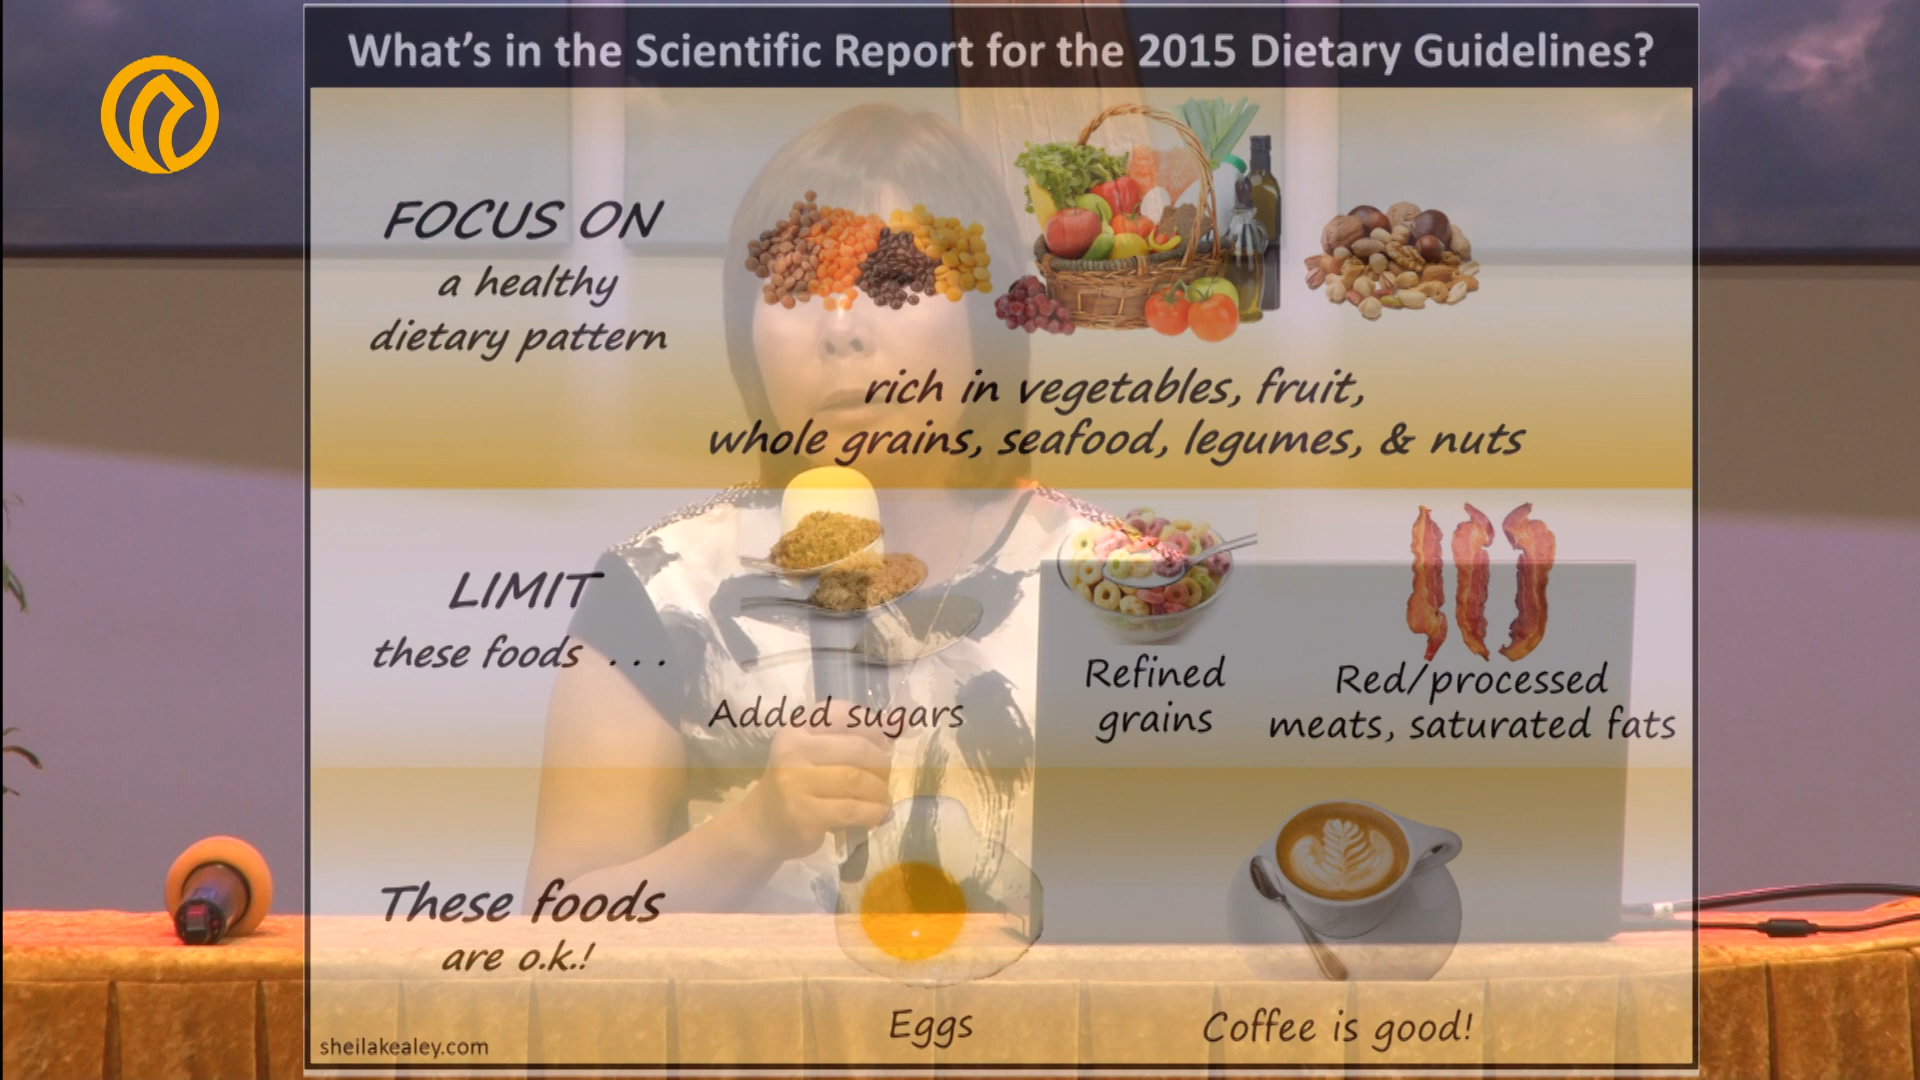 What's in the Scientific Report for the 2015 Dietary Guidelines?
FOCUS ON
a healthy
dietary pattern
rich in vegetables, fruit,
whole grains, seafood, legumes, & nuts
LIMIT
these foods . . .
Added sugars
Refined
grains
Red/processed
meats, saturated fats
These foods
are o.k.!
Eggs
Coffee is good!
sheilakealey.com